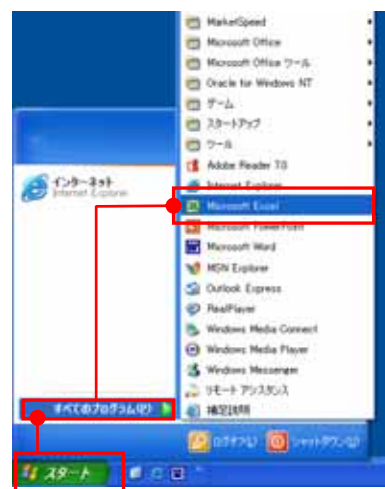 MarketSpeed
Microsoft Office
Microsoft Office ツール
Oracle for Windows NT
ゲーム
スタートアップ
ツール
Adobe Reader 7.0
Internet Explorer
Microsoft Excel
Microsoft PowerPoint
Microsoft Word
MSN Explorer
Outlook Express
RealPlayer
Windows Media Connect
Windows Media Player
Windows Messenger
リモート アシスタンス
補足説明
インターネット
Internet Explorer
すべてのプログラム(P)
ログオフ(L)
シャットダウン(U)
スタート